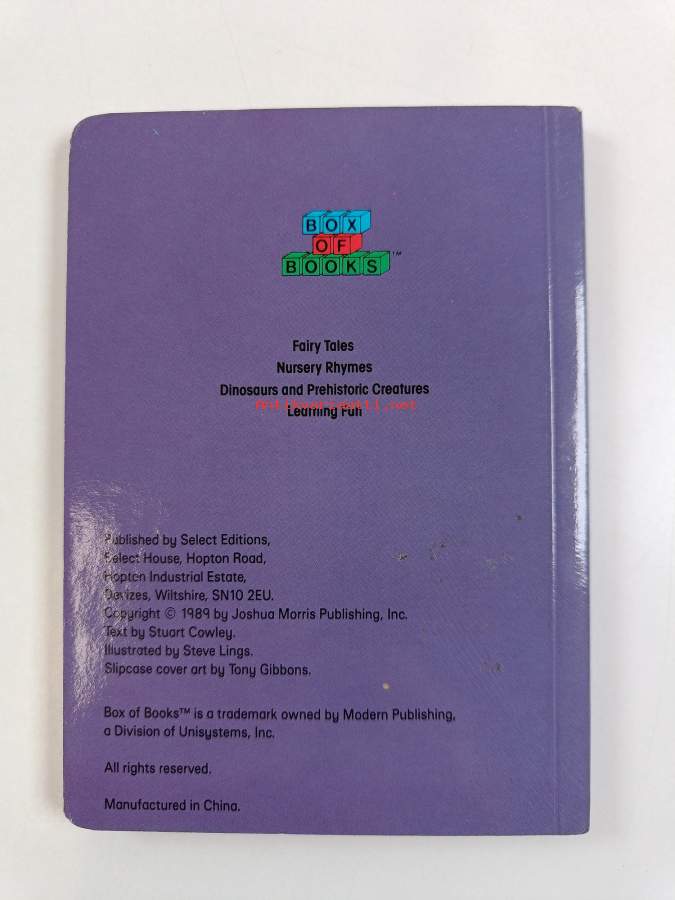 BOX
OF
BOOKS™
Fairy Tales
Nursery Rhymes
Dinosaurs and Prehistoric Creatures
Antikvariaatti.net
Learning Fun
Published by Select Editions,
Select House, Hopton Road,
Hopton Industrial Estate,
Devizes, Wiltshire, SN10 2EU.
Copyright © 1989 by Joshua Morris Publishing, Inc.
Text by Stuart Cowley.
Illustrated by Steve Lings.
Slipcase cover art by Tony Gibbons.
Box of Books™ is a trademark owned by Modern Publishing,
a Division of Unisystems, Inc.
All rights reserved.
Manufactured in China.